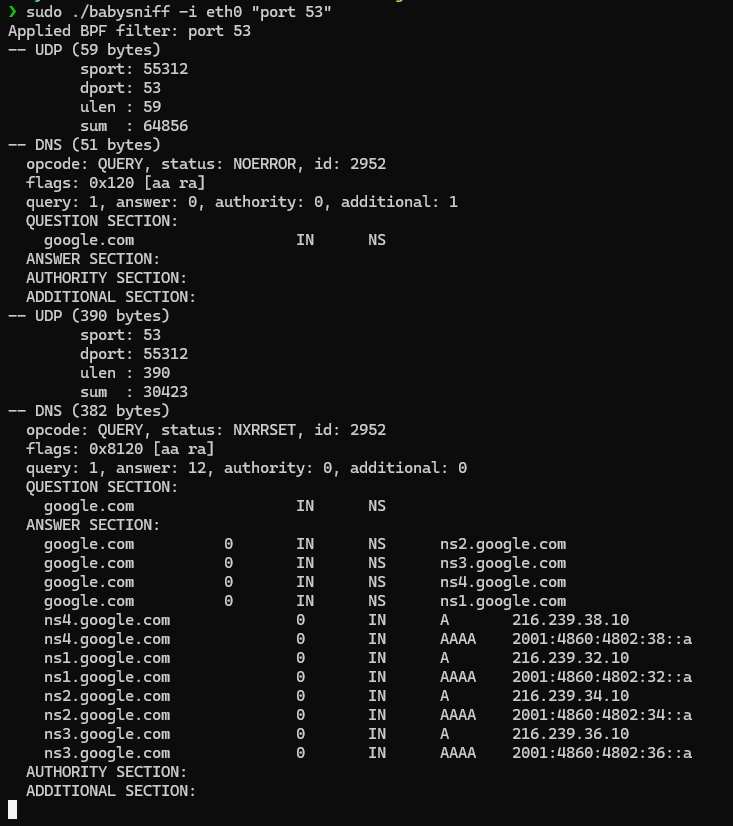 ❯ sudo ./babysniff -i eth0 "port 53"
Applied BPF filter: port 53
-- UDP (59 bytes)
        sport: 55312
        dport: 53
        ulen : 59
        sum  : 64856
-- DNS (51 bytes)
  opcode: QUERY, status: NOERROR, id: 2952
  flags: 0x120 [aa ra]
  query: 1, answer: 0, authority: 0, additional: 1
  QUESTION SECTION:
    google.com                  IN      NS
  ANSWER SECTION:
  AUTHORITY SECTION:
  ADDITIONAL SECTION:
-- UDP (390 bytes)
        sport: 53
        dport: 55312
        ulen : 390
        sum  : 30423
-- DNS (382 bytes)
  opcode: QUERY, status: NXRRSET, id: 2952
  flags: 0x8120 [aa ra]
  query: 1, answer: 12, authority: 0, additional: 0
  QUESTION SECTION:
    google.com                  IN      NS
  ANSWER SECTION:
    google.com          0       IN      NS      ns2.google.com
    google.com          0       IN      NS      ns3.google.com
    google.com          0       IN      NS      ns4.google.com
    google.com          0       IN      NS      ns1.google.com
    ns4.google.com              0       IN      A       216.239.38.10
    ns4.google.com              0       IN      AAAA    2001:4860:4802:38::a
    ns1.google.com              0       IN      A       216.239.32.10
    ns1.google.com              0       IN      AAAA    2001:4860:4802:32::a
    ns2.google.com              0       IN      A       216.239.34.10
    ns2.google.com              0       IN      AAAA    2001:4860:4802:34::a
    ns3.google.com              0       IN      A       216.239.36.10
    ns3.google.com              0       IN      AAAA    2001:4860:4802:36::a
  AUTHORITY SECTION:
  ADDITIONAL SECTION: